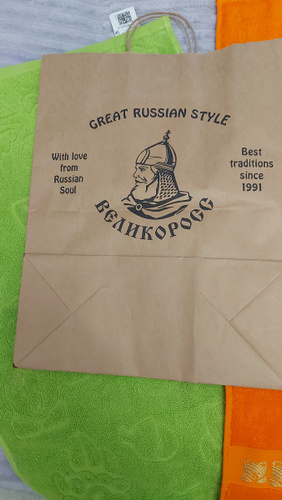 GREAT RUSSIAN STYLE
With love
from
Russian
Soul
Best
traditions
since
1991
ВЕЛИКОРОСС